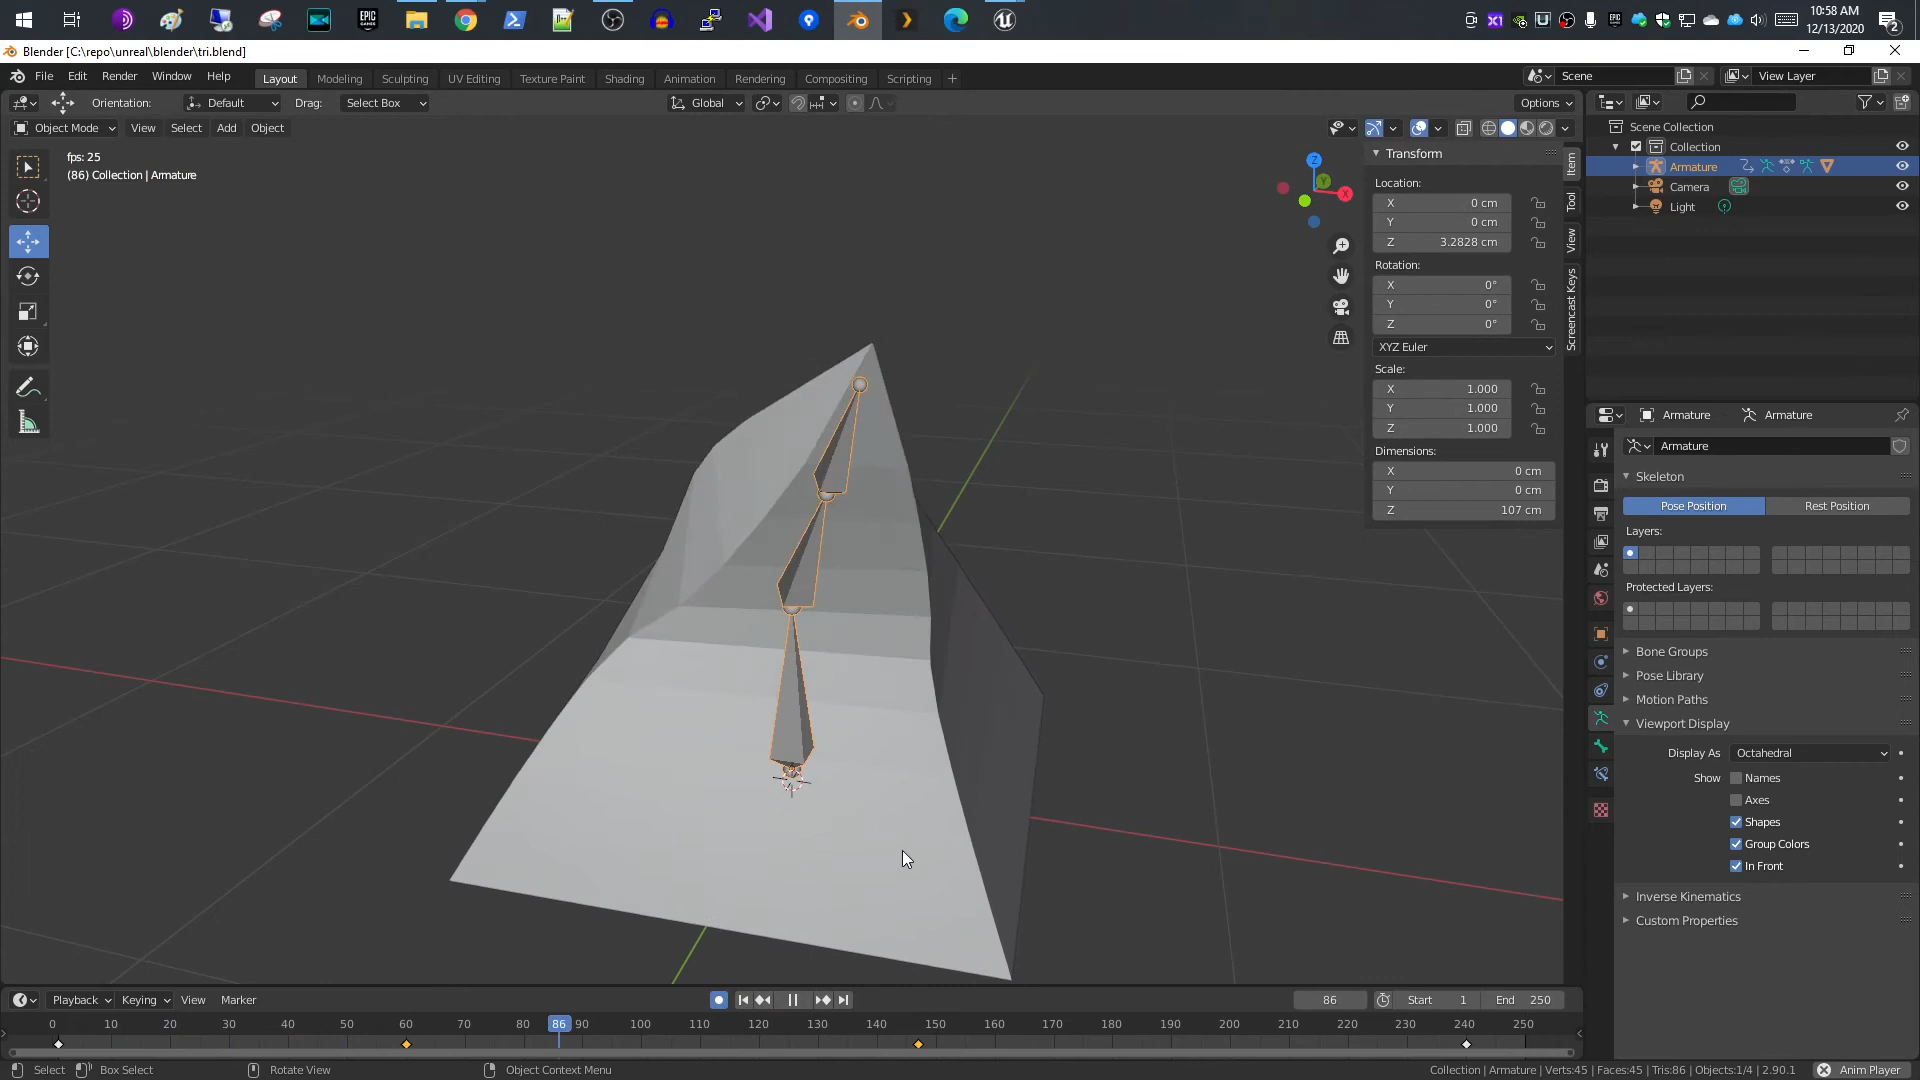 EPIC GAMES
10:58 AM
12/13/2020
2
Blender [C:\repo\unreal\blender\tri.blend]
File Edit Render Window Help
Layout Modeling Sculpting UV Editing Texture Paint Shading Animation Rendering Compositing Scripting +
Scene View Layer
Orientation: Default Drag: Select Box Global Options
Object Mode View Select Add Object
Scene Collection
Collection
Armature
Camera
Light
fps: 25
(86) Collection | Armature
Z
Y
X
Transform
Location:
X 0 cm
Y 0 cm
Z 3.2828 cm
Rotation:
X 0°
Y 0°
Z 0°
XYZ Euler
Scale:
X 1.000
Y 1.000
Z 1.000
Dimensions:
X 0 cm
Y 0 cm
Z 107 cm
Item
Tool
View
Screencast Keys
Armature Armature
Armature
Skeleton
Pose Position Rest Position
Layers:
Protected Layers:
Bone Groups
Pose Library
Motion Paths
Viewport Display
Display As Octahedral
Show Names
Axes
Shapes
Group Colors
In Front
Inverse Kinematics
Custom Properties
Playback Keying View Marker 86 Start 1 End 250
0 10 20 30 40 50 60 70 80 86 90 100 110 120 130 140 150 160 170 180 190 200 210 220 230 240 250
Select Box Select Rotate View Object Context Menu Collection | Armature | Verts:45 | Faces:45 | Tris:86 | Objects:1/4 | 2.90.1 Anim Player